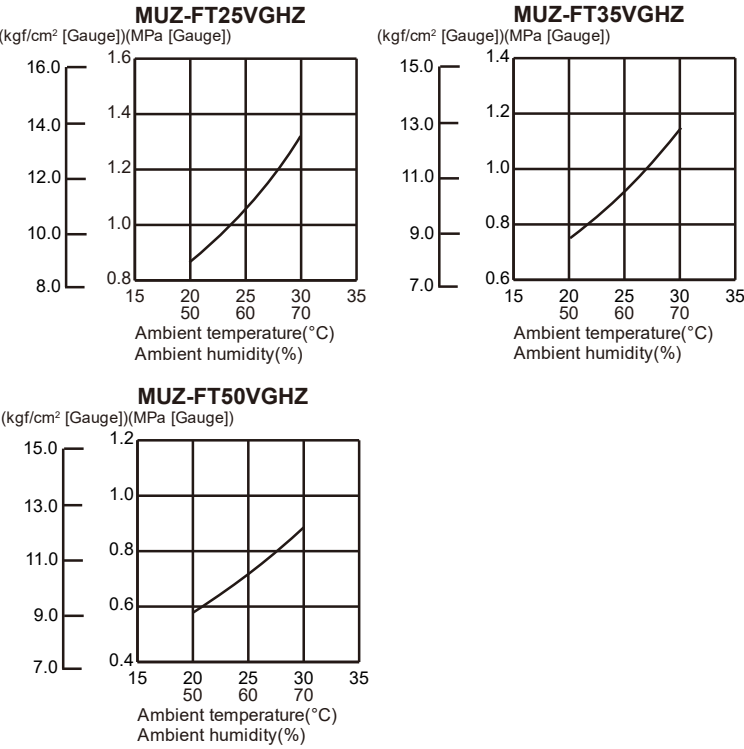 MUZ-FT25VGHZ
(kgf/cm² [Gauge])(MPa [Gauge])
16.0
14.0
12.0
10.0
8.0
1.6
1.4
1.2
1.0
0.8
15 20 25 30 35
50 60 70
Ambient temperature(°C)
Ambient humidity(%)
MUZ-FT35VGHZ
(kgf/cm² [Gauge])(MPa [Gauge])
15.0
13.0
11.0
9.0
7.0
1.4
1.2
1.0
0.8
0.6
15 20 25 30 35
50 60 70
Ambient temperature(°C)
Ambient humidity(%)
MUZ-FT50VGHZ
(kgf/cm² [Gauge])(MPa [Gauge])
15.0
13.0
11.0
9.0
7.0
1.2
1.0
0.8
0.6
0.4
15 20 25 30 35
50 60 70
Ambient temperature(°C)
Ambient humidity(%)